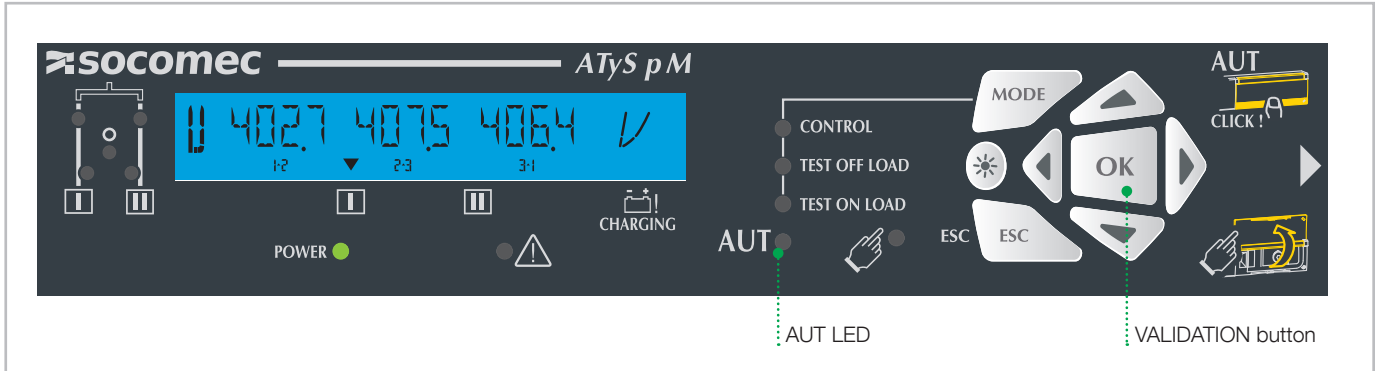 socomec ATyS p M
U 402.7 407.5 406.4 V
1-2 2-3 3-1
I II
I II
CHARGING
POWER
AUT
CONTROL
TEST OFF LOAD
TEST ON LOAD
MODE
OK
ESC ESC
AUT
CLICK !
AUT LED
VALIDATION button